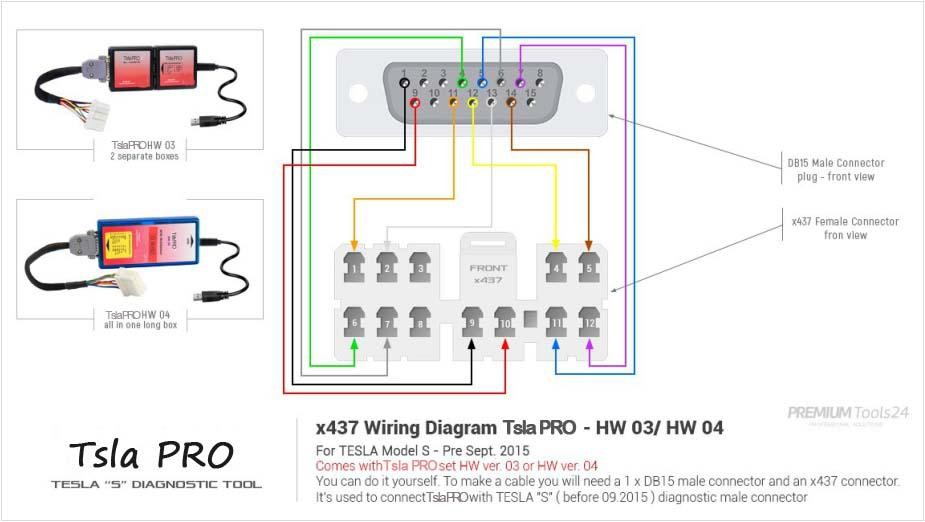 TslaPRO
TslaPRO HW 03
2 separate boxes
TslaPRO
TslaPRO HW 04
all in one long box
1 2 3 4 5 6 7 8
9 10 11 12 13 14 15
DB15 Male Connector
plug - front view
x437 Female Connector
fron view
FRONT
x437
1 2 3 4 5
6 7 8 9 10 11 12
PREMIUMTools24
PROFESSIONAL SOLUTIONS
Tsla PRO
TESLA "S" DIAGNOSTIC TOOL
x437 Wiring Diagram Tsla PRO - HW 03/ HW 04
For TESLA Model S - Pre Sept. 2015
Comes withTsla PRO set HW ver. 03 or HW ver. 04
You can do it yourself. To make a cable you will need a 1 x DB15 male connector and an x437 connector.
It's used to connectTslaPROwith TESLA "S" ( before 09.2015 ) diagnostic male connector